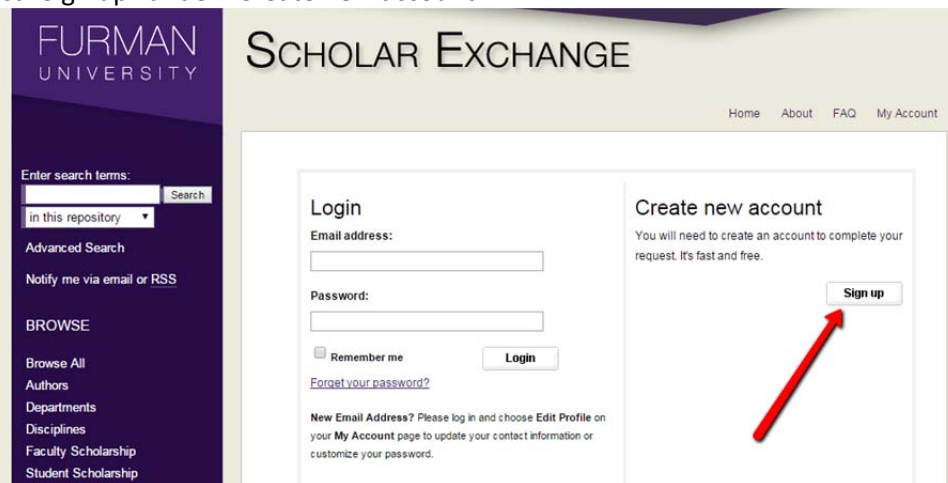 FURMAN
UNIVERSITY
SCHOLAR EXCHANGE
Home About FAQ My Account
Enter search terms:
Search
in this repository
Advanced Search
Notify me via email or RSS
BROWSE
Browse All
Authors
Departments
Disciplines
Faculty Scholarship
Student Scholarship
Login
Email address:
Password:
Remember me
Login
Forget your password?
New Email Address? Please log in and choose Edit Profile on
your My Account page to update your contact information or
customize your password.
Create new account
You will need to create an account to complete your
request. It's fast and free.
Sign up